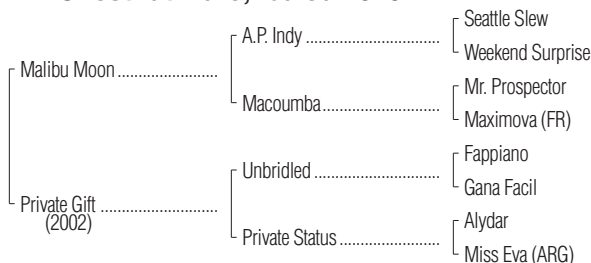 Seattle Slew
A.P. Indy
Weekend Surprise
Malibu Moon
Mr. Prospector
Macoumba
Maximova (FR)
Fappiano
Unbridled
Gana Facil
Private Gift
(2002)
Alydar
Private Status
Miss Eva (ARG)